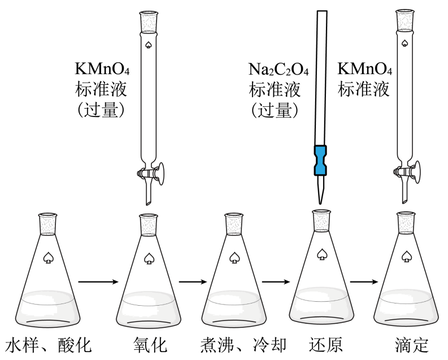 KMnO₄
标准液
(过量)
Na₂C₂O₄
标准液
(过量)
KMnO₄
标准液
水样、酸化
氧化
煮沸、冷却
还原
滴定